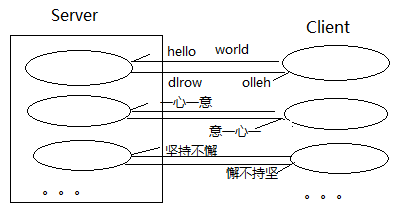 Server
Client
hello world
dlrow olleh
一心一意
意一心一
坚持不懈
懈不持坚
。。。
。。。